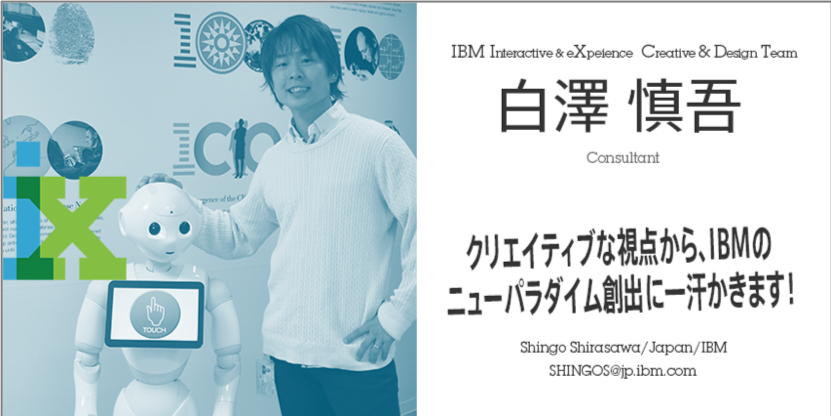 ix
TOUCH
IBM Interactive & eXpeience Creative & Design Team
白澤 慎吾
Consultant
クリエイティブな視点から、IBMの
ニューパラダイム創出に一汗かきます!
Shingo Shirasawa/Japan/IBM
SHINGOS@jp.ibm.com